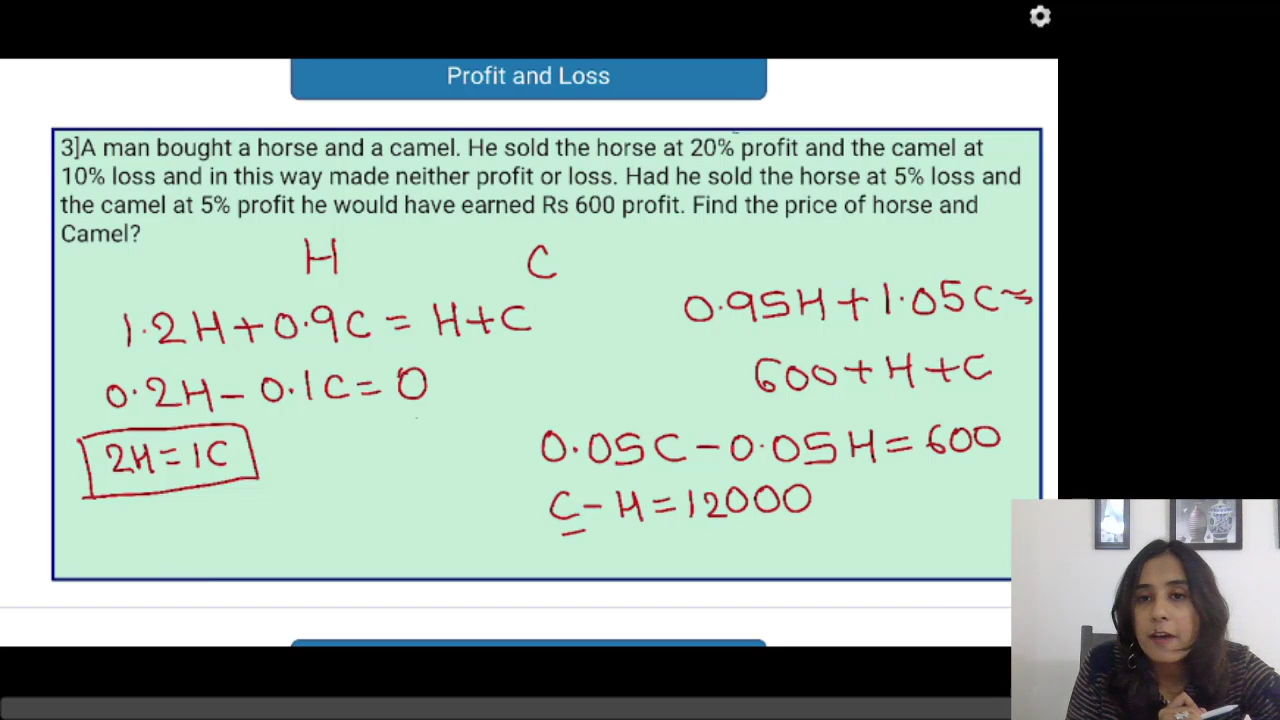 Profit and Loss
3]A man bought a horse and a camel. He sold the horse at 20% profit and the camel at
10% loss and in this way made neither profit or loss. Had he sold the horse at 5% loss and
the camel at 5% profit he would have earned Rs 600 profit. Find the price of horse and
Camel?
H C
1.2H+0.9C = H+C
0.2H-0.1C=0
2H=1C
0.95H+1.05C=
600+H+C
0.05C-0.05H=600
C-H=12000